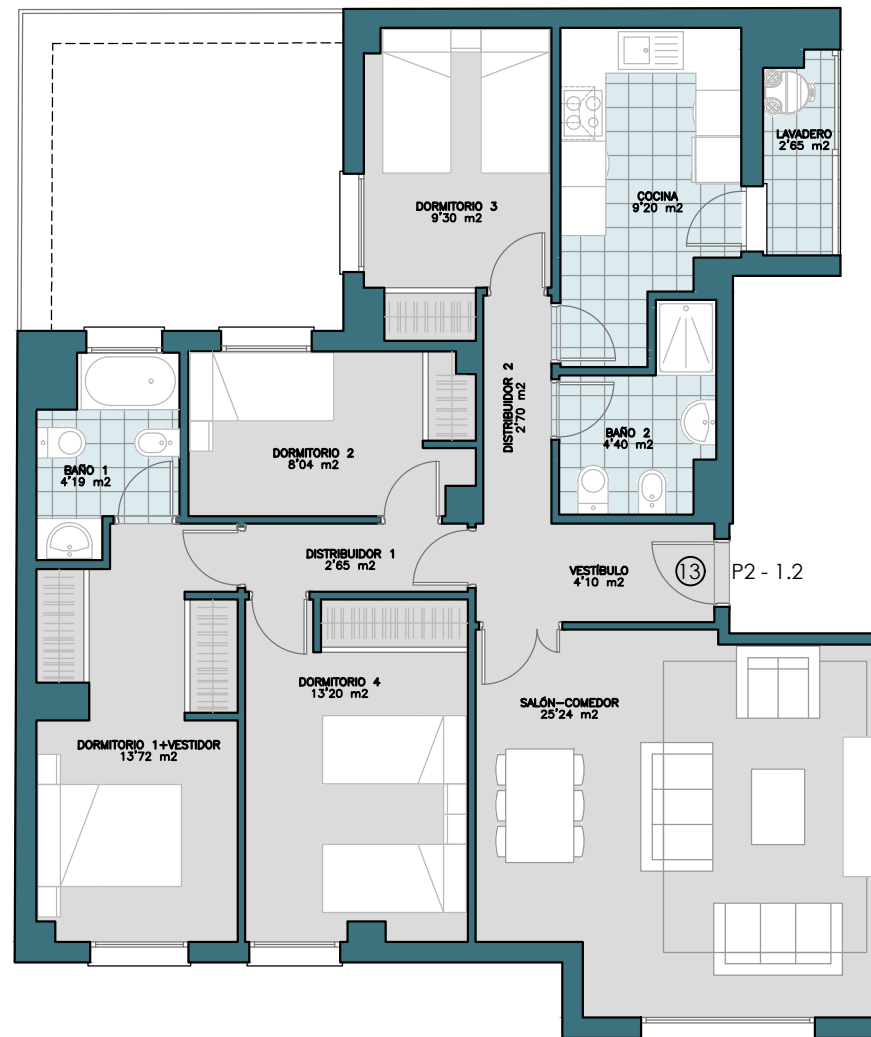 LAVADERO
2'65 m2
DORMITORIO 3
9'30 m2
COCINA
9'20 m2
DISTRIBUIDOR 2
2'70 m2
BAÑO 2
4'40 m2
DORMITORIO 2
8'04 m2
BAÑO 1
4'19 m2
DISTRIBUIDOR 1
2'65 m2
VESTÍBULO
4'10 m2
13
P2 - 1.2
DORMITORIO 4
13'20 m2
SALÓN-COMEDOR
25'24 m2
DORMITORIO 1+VESTIDOR
13'72 m2